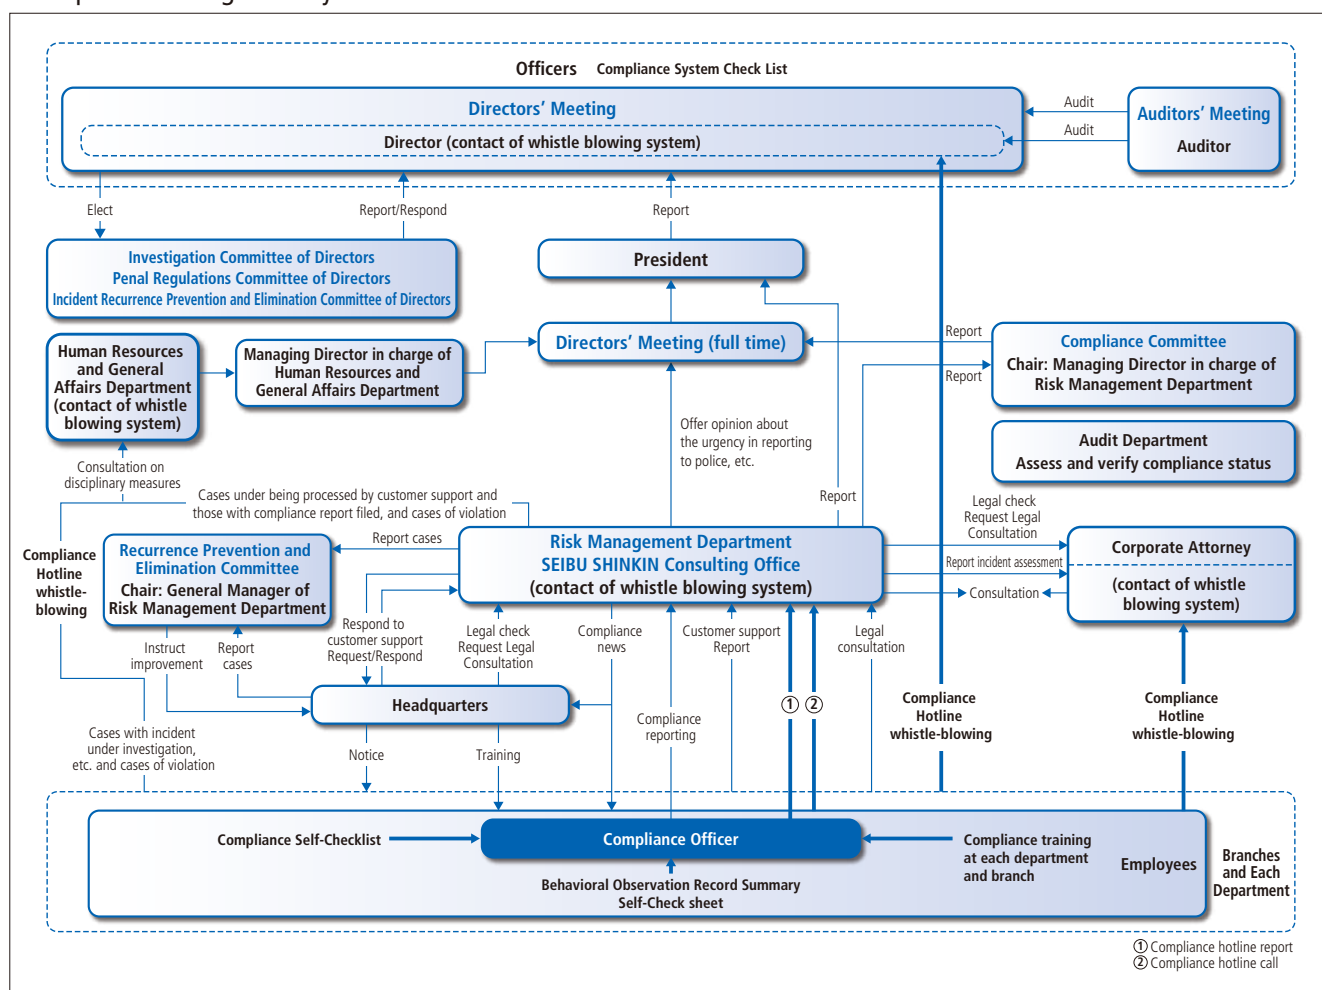 Officers Compliance System Check List
Directors' Meeting
Director (contact of whistle blowing system)
Audit
Audit
Auditors' Meeting
Auditor
Elect
Report/Respond
Report
Investigation Committee of Directors
Penal Regulations Committee of Directors
Incident Recurrence Prevention and Elimination Committee of Directors
President
Human Resources
and General
Affairs Department
(contact of whistle
blowing system)
Managing Director in charge of
Human Resources and
General Affairs Department
Directors' Meeting (full time)
Report
Report
Compliance Committee
Chair: Managing Director in charge of
Risk Management Department
Audit Department
Assess and verify compliance status
Offer opinion about
the urgency in reporting
to police, etc.
Consultation on
disciplinary measures
Cases under being processed by customer support and
those with compliance report filed, and cases of violation
Report
Legal check
Request Legal
Consultation
Compliance
Hotline
whistle-
blowing
Recurrence Prevention and
Elimination Committee
Chair: General Manager of
Risk Management Department
Report cases
Risk Management Department
SEIBU SHINKIN Consulting Office
(contact of whistle blowing system)
Report incident assessment
Consultation
Corporate Attorney
(contact of whistle
blowing system)
Instruct
improvement
Report
cases
Respond to
customer support
Request/Respond
Legal check
Request Legal
Consultation
Compliance
news
Customer support
Report
Legal
consultation
Headquarters
Compliance
reporting
① ②
Compliance
Hotline
whistle-blowing
Compliance
Hotline
whistle-blowing
Cases with incident
under investigation,
etc. and cases of violation
Notice
Training
Compliance Self-Checklist
Compliance Officer
Compliance training
at each department
and branch
Employees
Branches
and Each
Department
Behavioral Observation Record Summary
Self-Check sheet
① Compliance hotline report
② Compliance hotline call